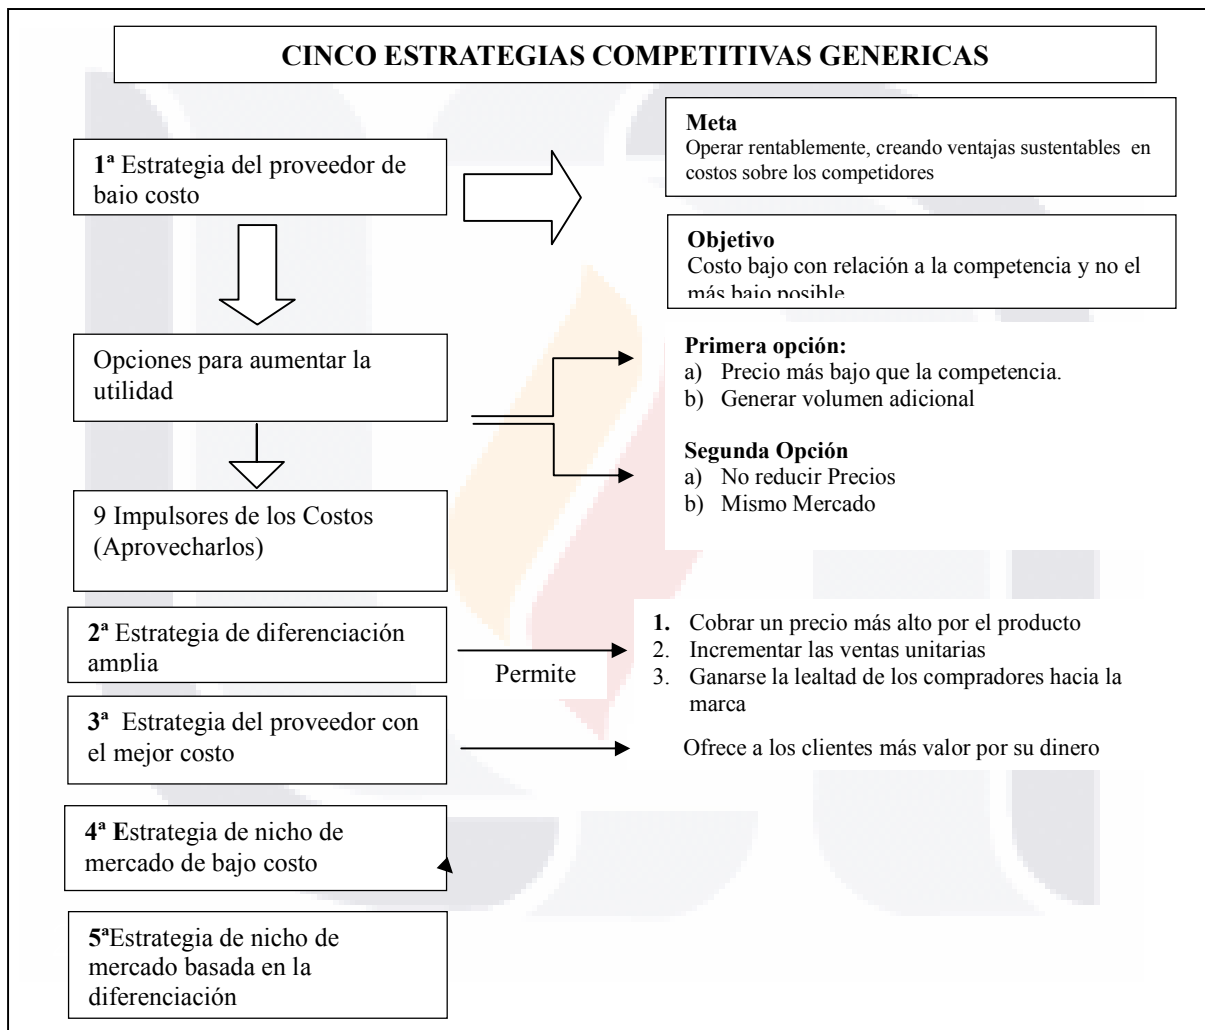 CINCO ESTRATEGIAS COMPETITIVAS GENERICAS
1ª Estrategia del proveedor de
bajo costo
Meta
Operar rentablemente, creando ventajas sustentables en
costos sobre los competidores
Objetivo
Costo bajo con relación a la competencia y no el
más bajo posible
Opciones para aumentar la
utilidad
Primera opción:
a) Precio más bajo que la competencia.
b) Generar volumen adicional
Segunda Opción
a) No reducir Precios
b) Mismo Mercado
9 Impulsores de los Costos
(Aprovecharlos)
2ª Estrategia de diferenciación
amplia
Permite
1. Cobrar un precio más alto por el producto
2. Incrementar las ventas unitarias
3. Ganarse la lealtad de los compradores hacia la
marca
3ª Estrategia del proveedor con
el mejor costo
Ofrece a los clientes más valor por su dinero
4ª Estrategia de nicho de
mercado de bajo costo
5ªEstrategia de nicho de
mercado basada en la
diferenciación